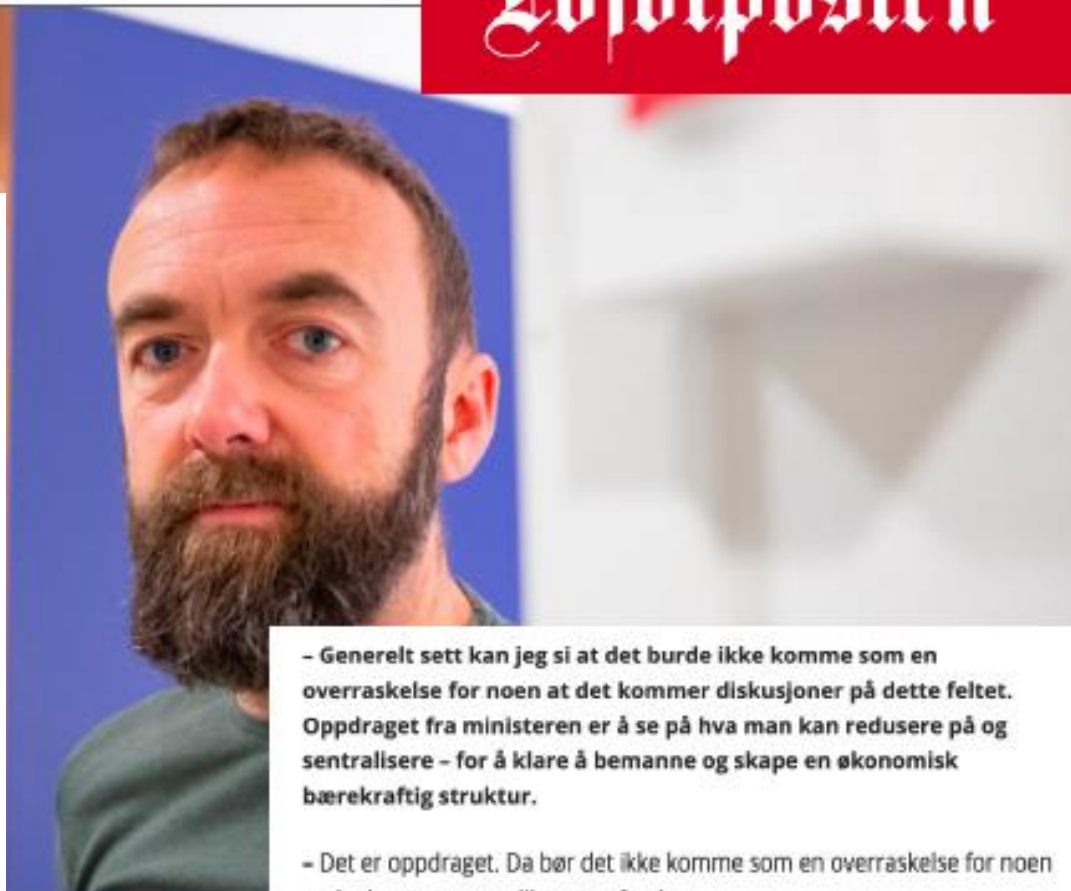 Lofotposten
– Generelt sett kan jeg si at det burde ikke komme som en
overraskelse for noen at det kommer diskusjoner på dette feltet.
Oppdraget fra ministeren er å se på hva man kan redusere på og
sentralisere – for å klare å bemanne og skape en økonomisk
bærekraftig struktur.
– Det er oppdraget. Da bør det ikke komme som en overraskelse for noen